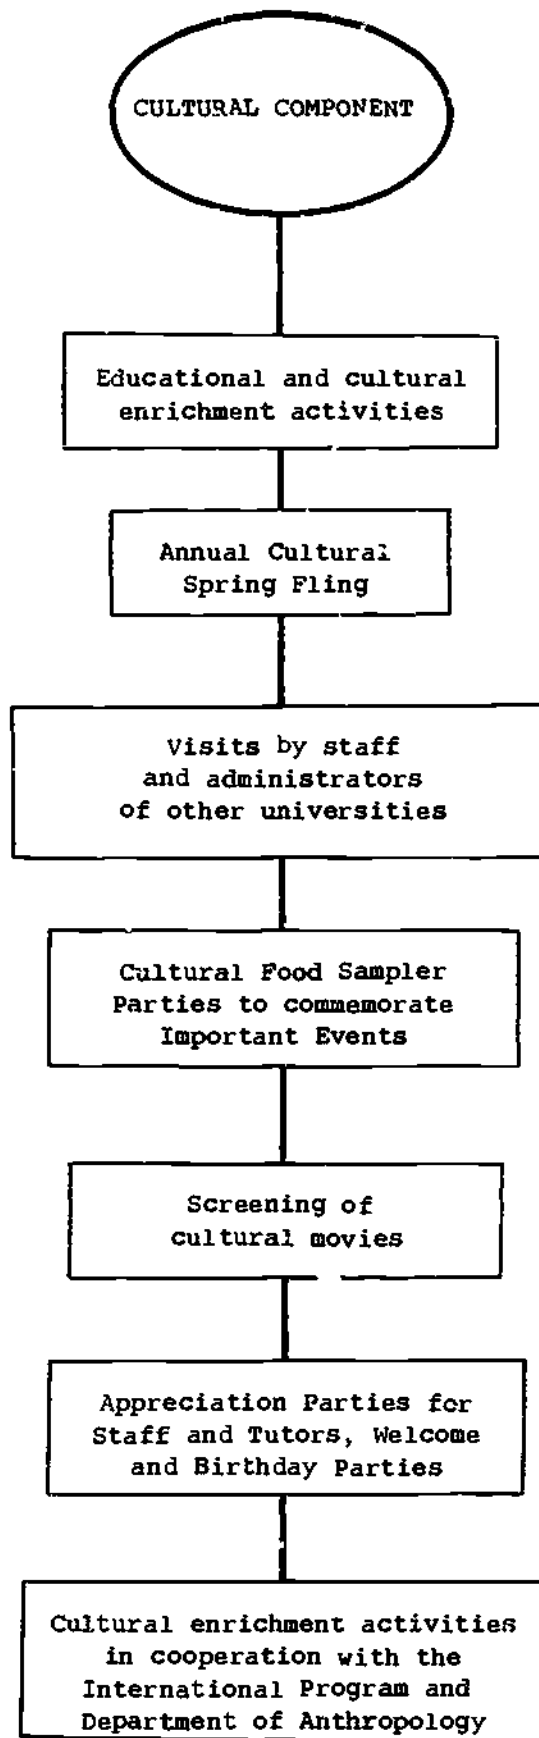 CULTURAL COMPONENT
Educational and cultural
enrichment activities
Annual Cultural
Spring Fling
Visits by staff
and administrators
of other universities
Cultural Food Sampler
Parties to commemorate
Important Events
Screening of
cultural movies
Appreciation Parties for
Staff and Tutors, Welcome
and Birthday Parties
Cultural enrichment activities
in cooperation with the
International Program and
Department of Anthropology